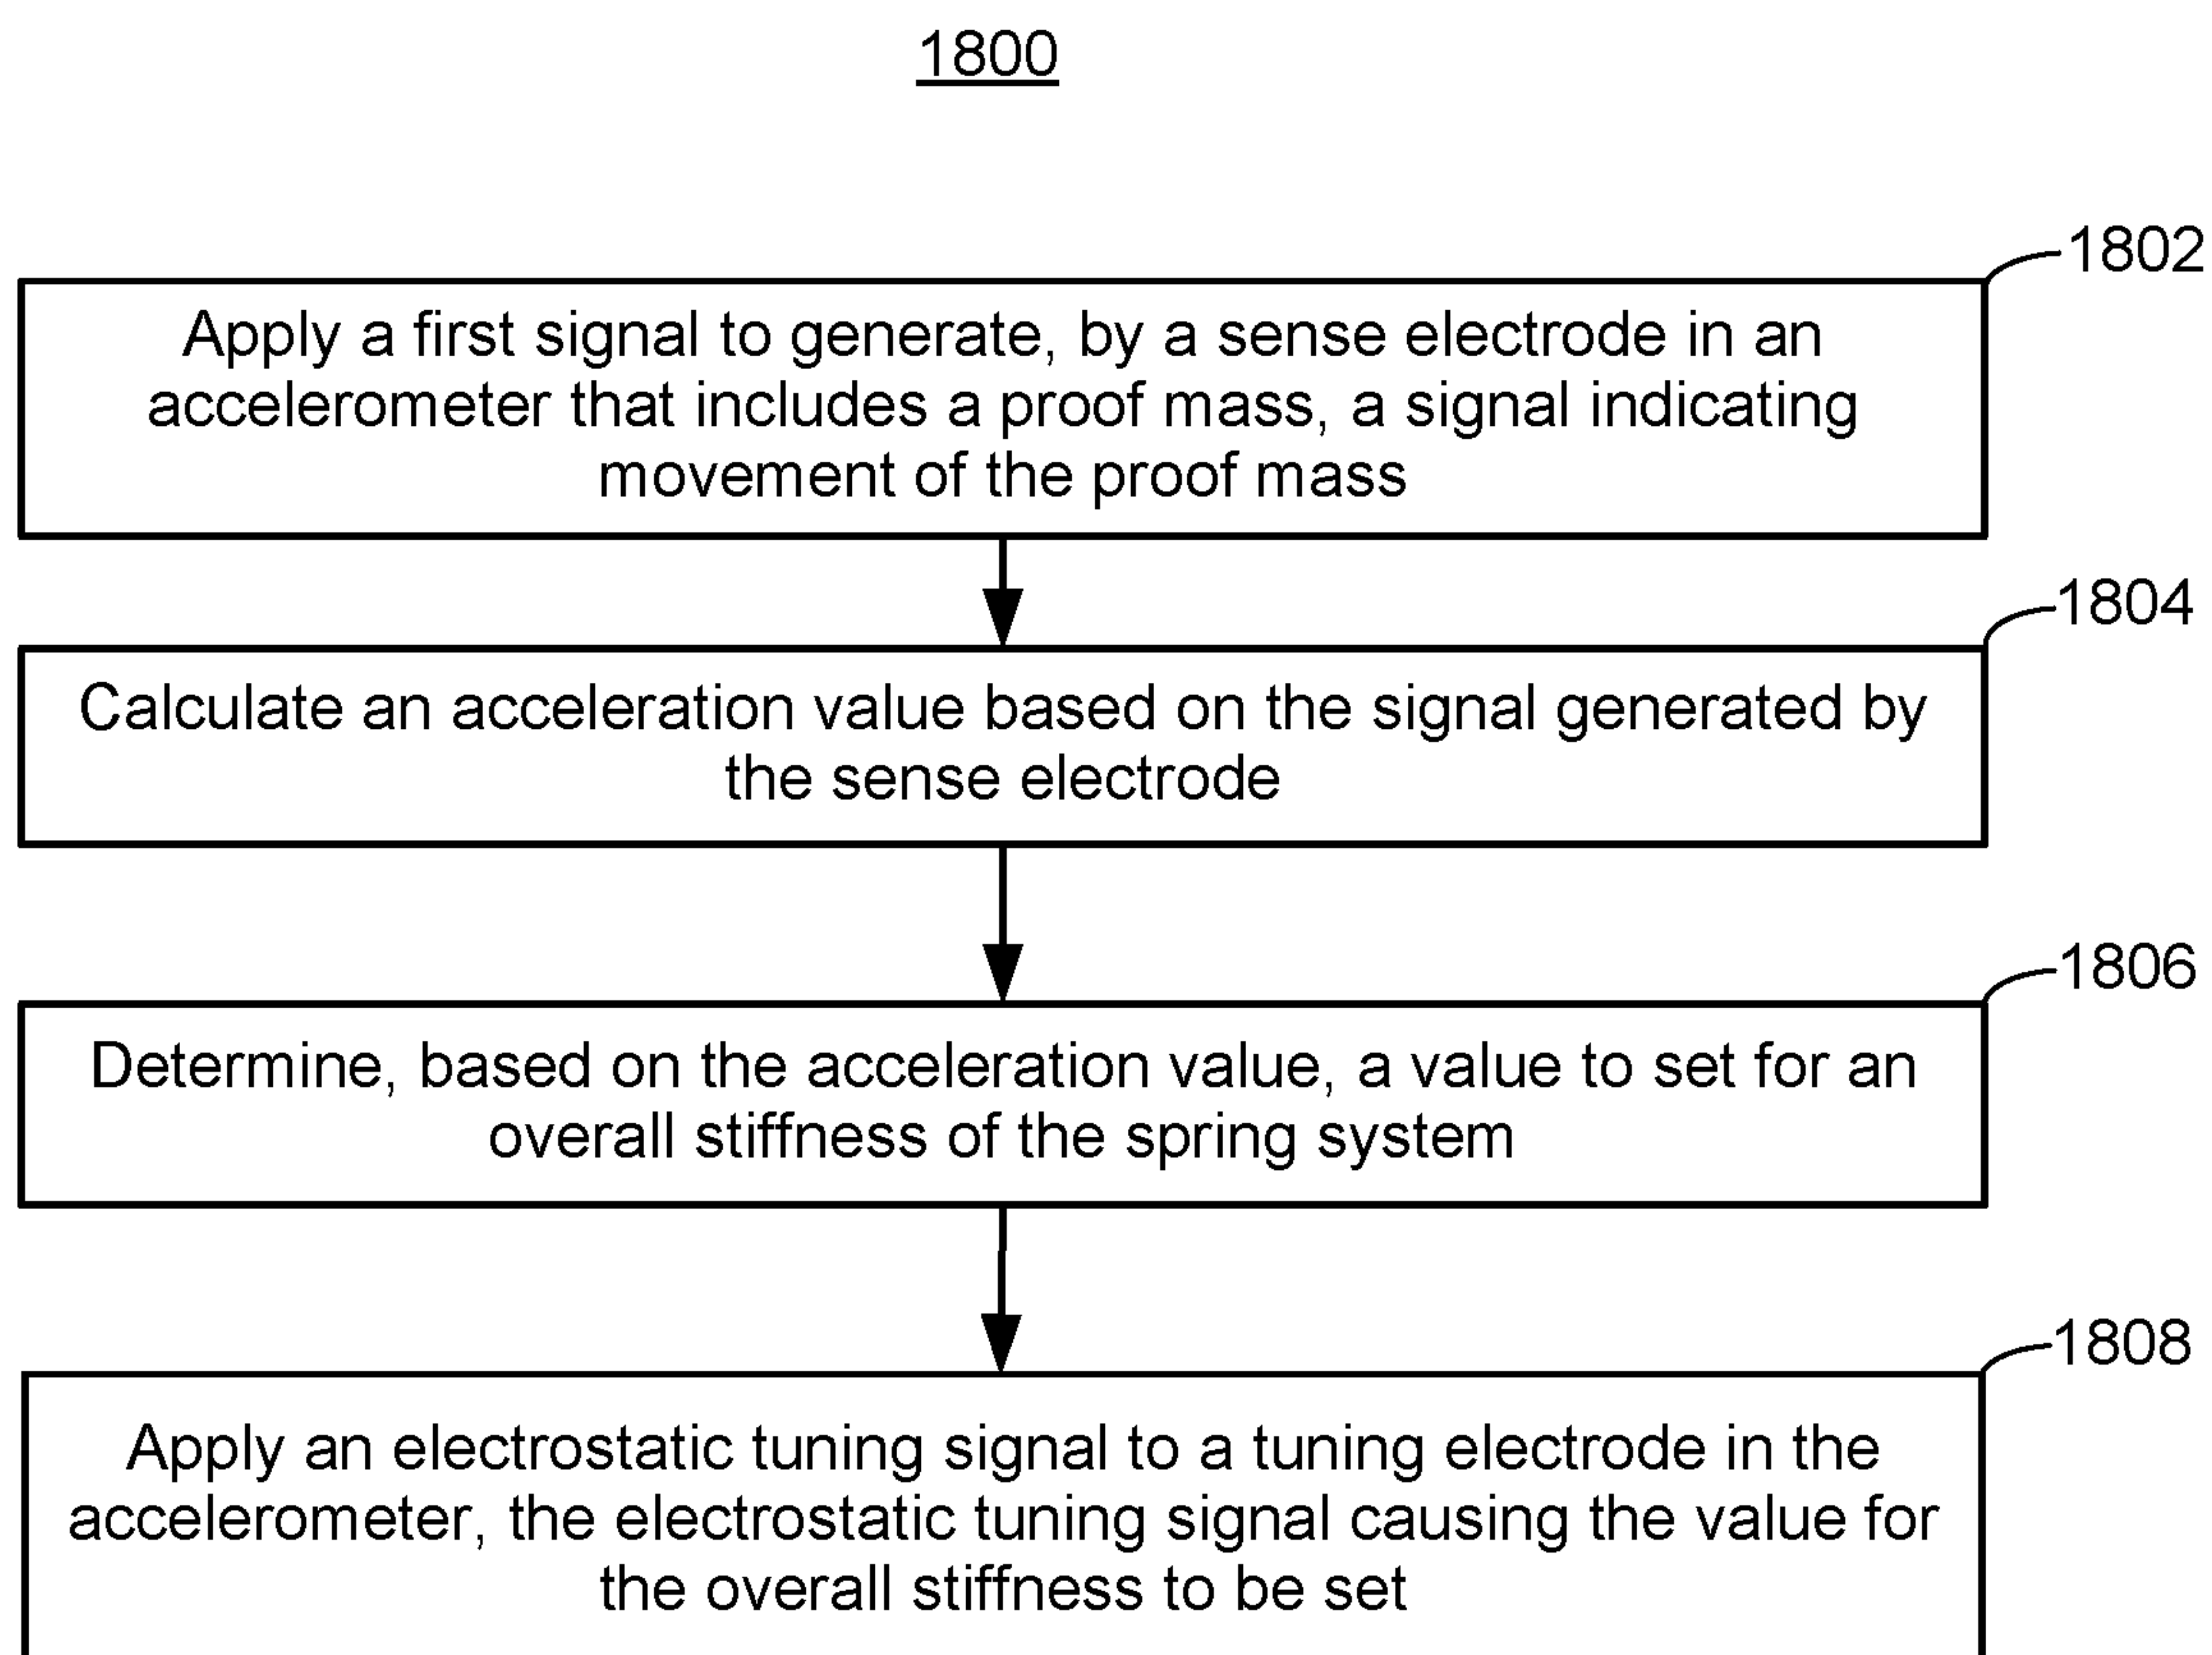 1800
1802
Apply a first signal to generate, by a sense electrode in an
accelerometer that includes a proof mass, a signal indicating
movement of the proof mass
1804
Calculate an acceleration value based on the signal generated by
the sense electrode
1806
Determine, based on the acceleration value, a value to set for an
overall stiffness of the spring system
1808
Apply an electrostatic tuning signal to a tuning electrode in the
accelerometer, the electrostatic tuning signal causing the value for
the overall stiffness to be set